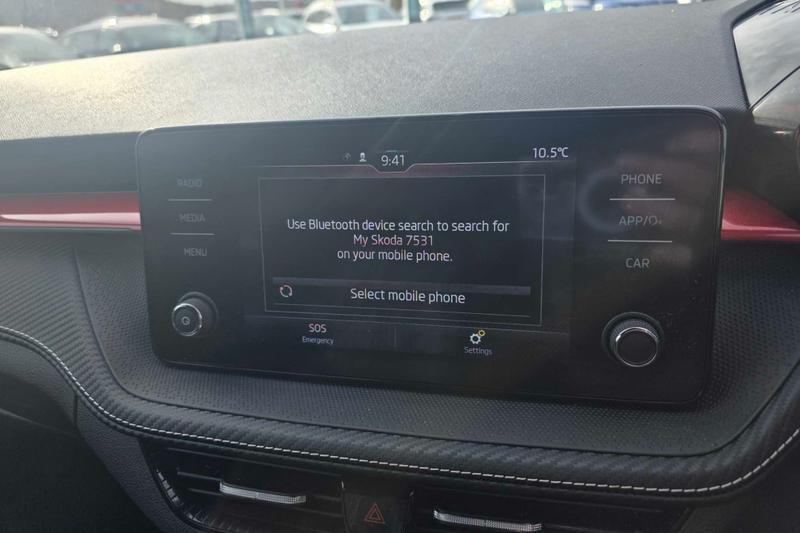 9:41
10.5°C
RADIO
MEDIA
MENU
Use Bluetooth device search to search for
My Skoda 7531
on your mobile phone.
Select mobile phone
SOS
Emergency
Settings
PHONE
APP/
CAR